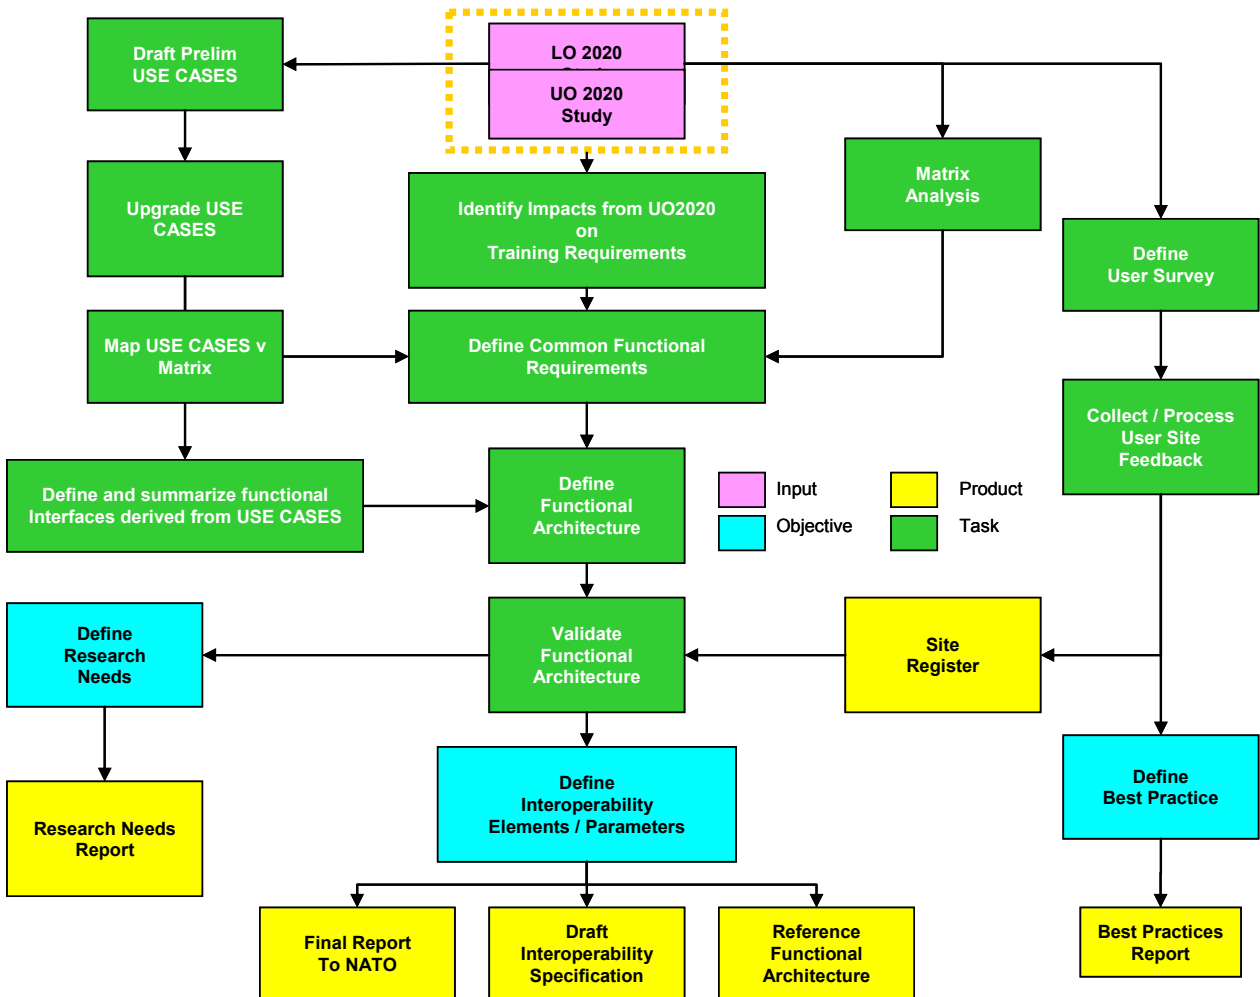 Draft Prelim
USE CASES
LO 2020
UO 2020
Study
Matrix
Analysis
Upgrade USE
CASES
Identify Impacts from UO2020
on
Training Requirements
Define
User Survey
Map USE CASES v
Matrix
Define Common Functional
Requirements
Collect / Process
User Site
Feedback
Define and summarize functional
Interfaces derived from USE CASES
Define
Functional
Architecture
Input
Product
Objective
Task
Define
Research
Needs
Validate
Functional
Architecture
Site
Register
Define
Interoperability
Elements / Parameters
Define
Best Practice
Research Needs
Report
Final Report
To NATO
Draft
Interoperability
Specification
Reference
Functional
Architecture
Best Practices
Report